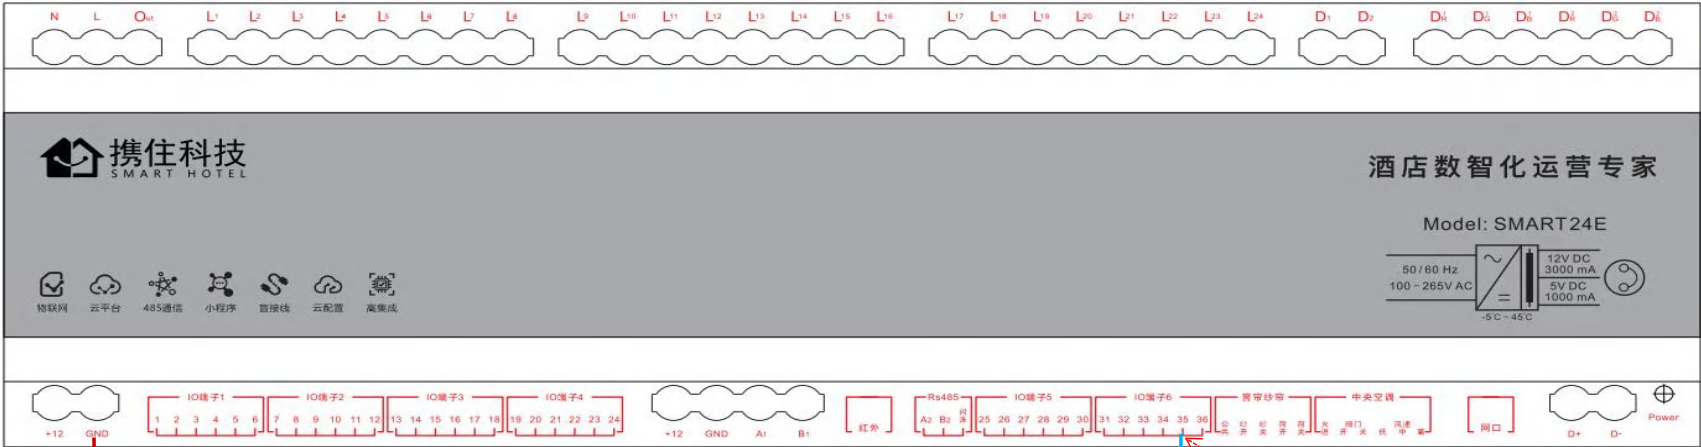 N L Out L1 L2 L3 L4 L5 L6 L7 L8 L9 L10 L11 L12 L13 L14 L15 L16 L17 L18 L19 L20 L21 L22 L23 L24 D1 D2
携住科技
SMART HOTEL
酒店数智化运营专家
Model: SMART24E
50/60 Hz
100-265V AC
12V DC
3000 mA
5V DC
1000 mA
-5℃-45℃
物联网 云平台 485通信 小程序 盲接线 云配置 高集成
IO端子1 IO端子2 IO端子3 IO端子4 Rs485 IO端子5 IO端子6 窗帘纱帘 中央空调
1 2 3 4 5 6 7 8 9 10 11 12 13 14 15 16 17 18 19 20 21 22 23 24 A2 B2 25 26 27 28 29 30 31 32 33 34 35 36
红外 网口 Power
+12 GND +12 GND A1 B1 D+ D-